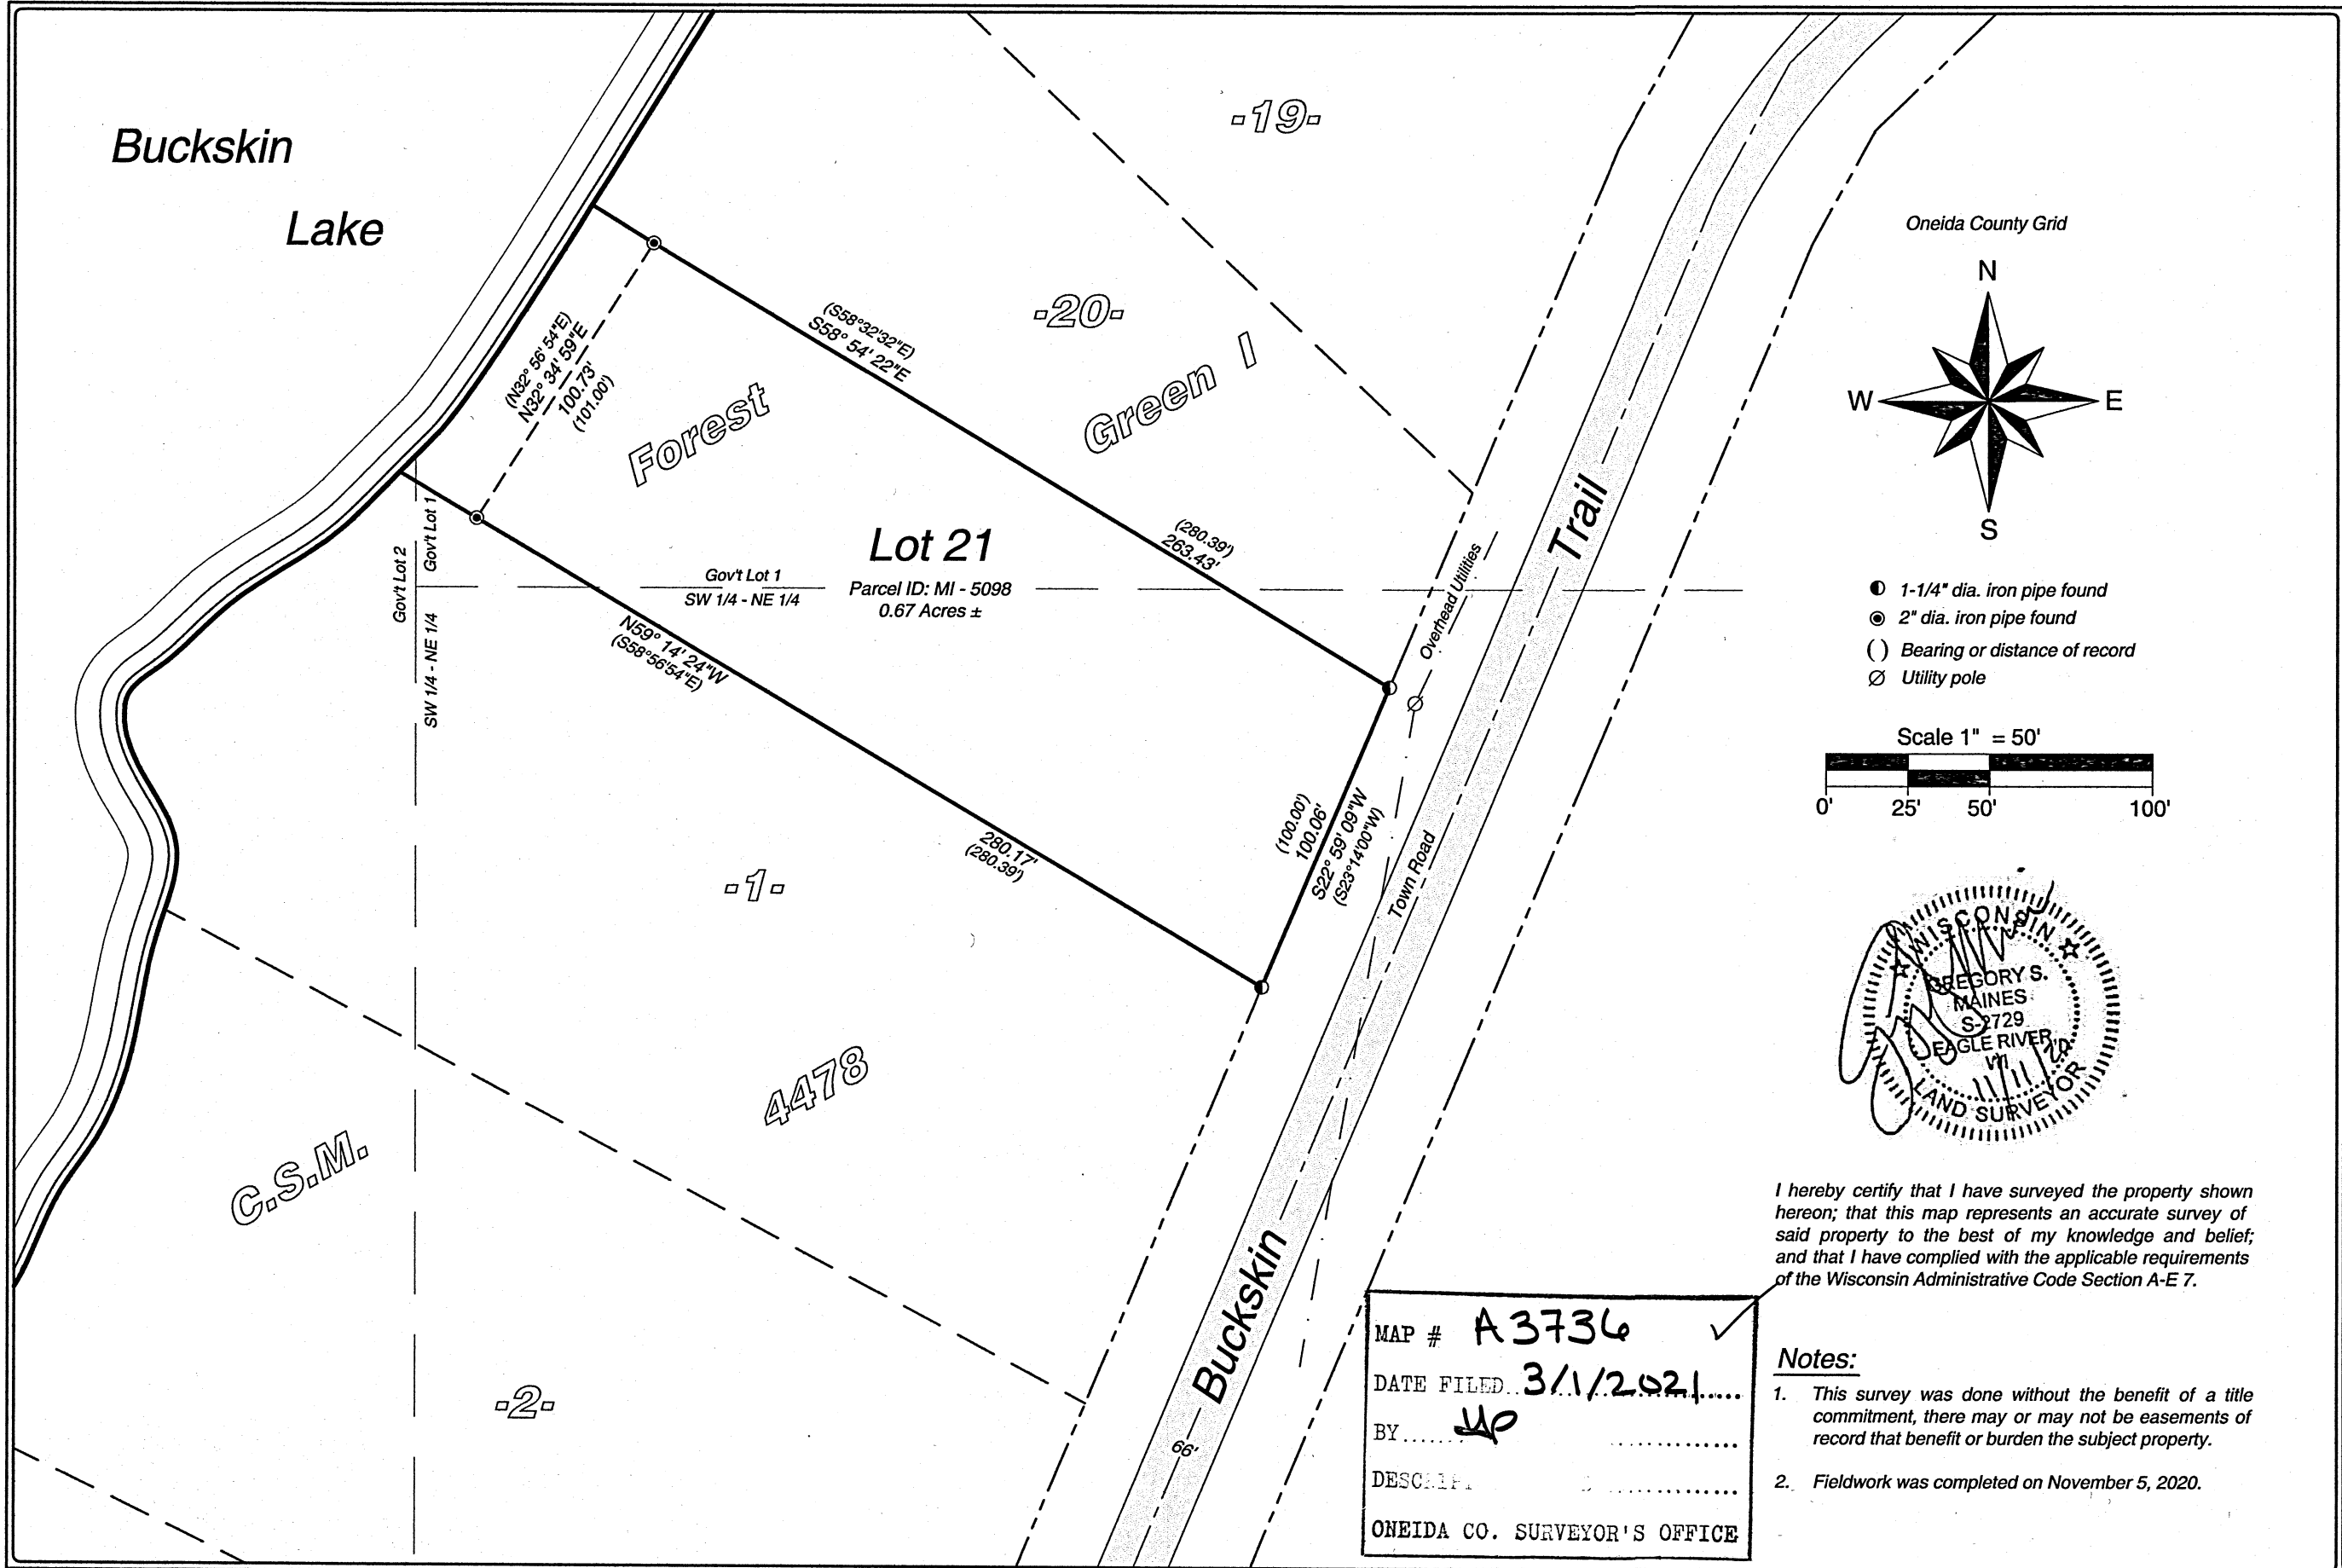 Buckskin
Lake
-19-
-20-
Green I
Forest
(N32° 56' 54"E)
N32° 34' 59"E
100.73'
(101.00')
(S58°32'32"E)
S58° 54' 22"E
(280.39')
263.43'
Lot 21
Parcel ID: MI - 5098
0.67 Acres ±
Gov't Lot 1
SW 1/4 - NE 1/4
Gov't Lot 2
Gov't Lot 1
SW 1/4 - NE 1/4
N59° 14' 24"W
(S58°56'54"E)
280.17'
(280.39')
(100.00')
100.06'
S22° 59' 09"W
(S23°14'00"W)
Overhead Utilities
Town Road
Buckskin Trail
66'
-1-
4478
C.S.M.
-2-
Oneida County Grid
N
W
E
S
1-1/4" dia. iron pipe found
2" dia. iron pipe found
( ) Bearing or distance of record
Utility pole
Scale 1" = 50'
0' 25' 50' 100'
WISCONSIN
GREGORY S.
MAINES
S-2729
EAGLE RIVER,
WI
LAND SURVEYOR
I hereby certify that I have surveyed the property shown
hereon; that this map represents an accurate survey of
said property to the best of my knowledge and belief;
and that I have complied with the applicable requirements
of the Wisconsin Administrative Code Section A-E 7.
MAP # A3736
DATE FILED 3/1/2021
BY
ONEIDA CO. SURVEYOR'S OFFICE
Notes:
1. This survey was done without the benefit of a title
commitment, there may or may not be easements of
record that benefit or burden the subject property.
2. Fieldwork was completed on November 5, 2020.